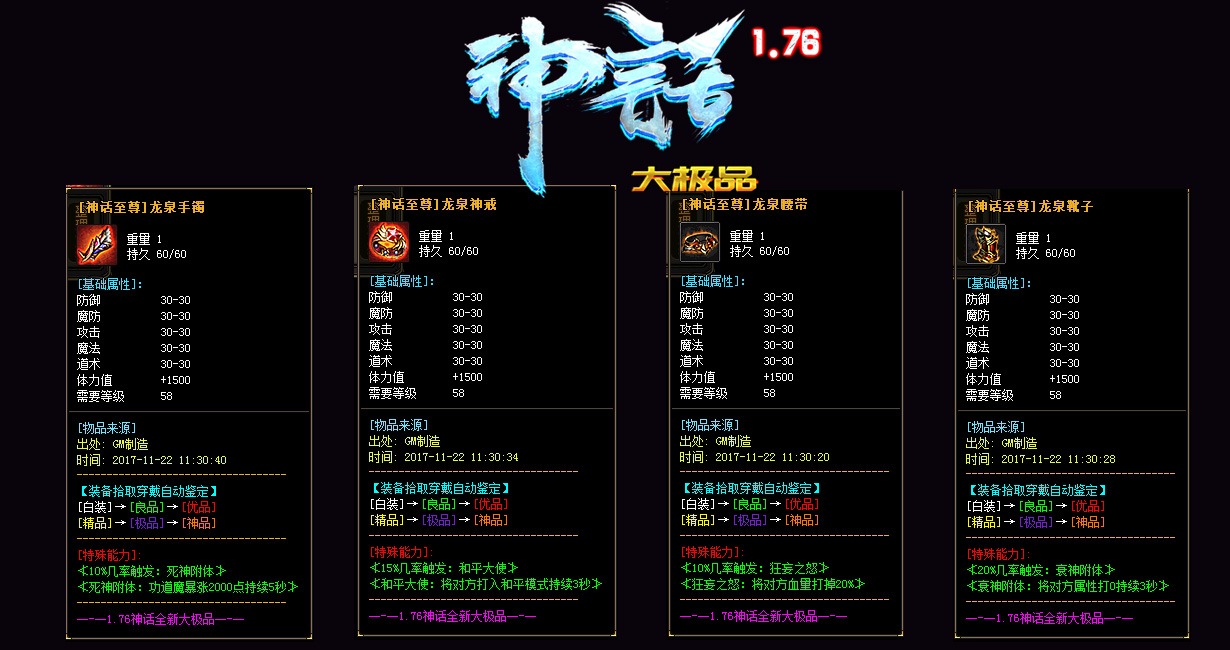 神话
1.76
大极品
[神话至尊]龙泉手镯
重量 1
持久 60/60
[基础属性]:
防御 30-30
魔防 30-30
攻击 30-30
魔法 30-30
道术 30-30
体力值 +1500
需要等级 58
[物品来源]
出处: GM制造
时间: 2017-11-22 11:30:40
【装备拾取穿戴自动鉴定】
[白装]→[良品]→[优品]
[精品]→[极品]→[神品]
[特殊能力]:
<10%几率触发: 死神附体>
<死神附体: 功道魔暴涨2000点持续5秒>
—-—1.76神话全新大极品—-—
[神话至尊]龙泉神戒
重量 1
持久 60/60
[基础属性]:
防御 30-30
魔防 30-30
攻击 30-30
魔法 30-30
道术 30-30
体力值 +1500
需要等级 58
[物品来源]
出处: GM制造
时间: 2017-11-22 11:30:34
【装备拾取穿戴自动鉴定】
[白装]→[良品]→[优品]
[精品]→[极品]→[神品]
[特殊能力]:
<15%几率触发: 和平大使>
<和平大使: 将对方打入和平模式持续3秒>
—-—1.76神话全新大极品—-—
[神话至尊]龙泉腰带
重量 1
持久 60/60
[基础属性]:
防御 30-30
魔防 30-30
攻击 30-30
魔法 30-30
道术 30-30
体力值 +1500
需要等级 58
[物品来源]
出处: GM制造
时间: 2017-11-22 11:30:20
【装备拾取穿戴自动鉴定】
[白装]→[良品]→[优品]
[精品]→[极品]→[神品]
[特殊能力]:
<10%几率触发: 狂妄之怒>
<狂妄之怒: 将对方血量打掉20%>
—-—1.76神话全新大极品—-—
[神话至尊]龙泉靴子
重量 1
持久 60/60
[基础属性]:
防御 30-30
魔防 30-30
攻击 30-30
魔法 30-30
道术 30-30
体力值 +1500
需要等级 58
[物品来源]
出处: GM制造
时间: 2017-11-22 11:30:28
【装备拾取穿戴自动鉴定】
[白装]→[良品]→[优品]
[精品]→[极品]→[神品]
[特殊能力]:
<20%几率触发: 衰神附体>
<衰神附体: 将对方属性打0持续3秒>
—-—1.76神话全新大极品—-—